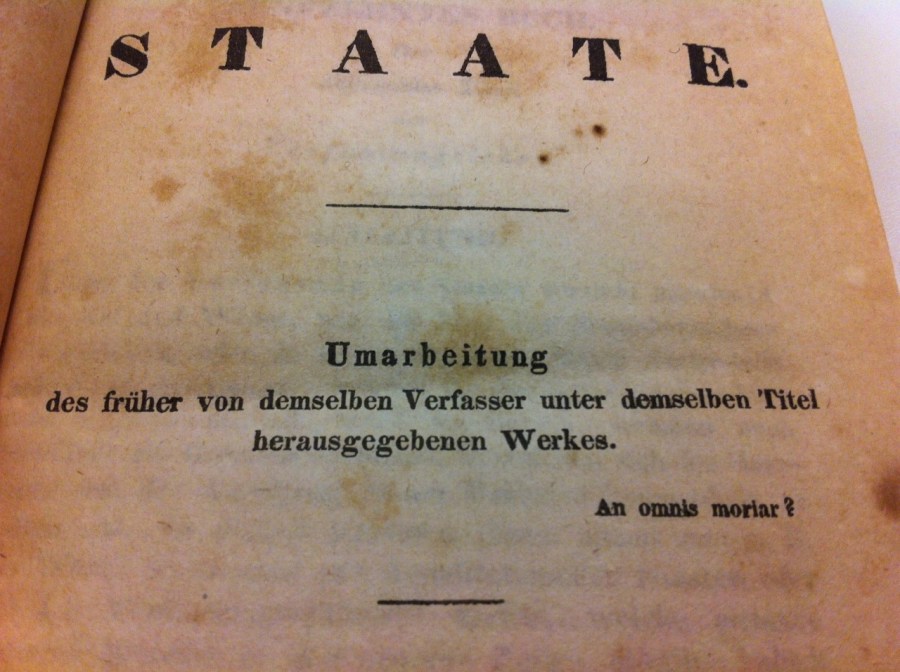 STAATE.
Umarbeitung
des früher von demselben Verfasser unter demselben Titel
herausgegebenen Werkes.
An omnis moriar?